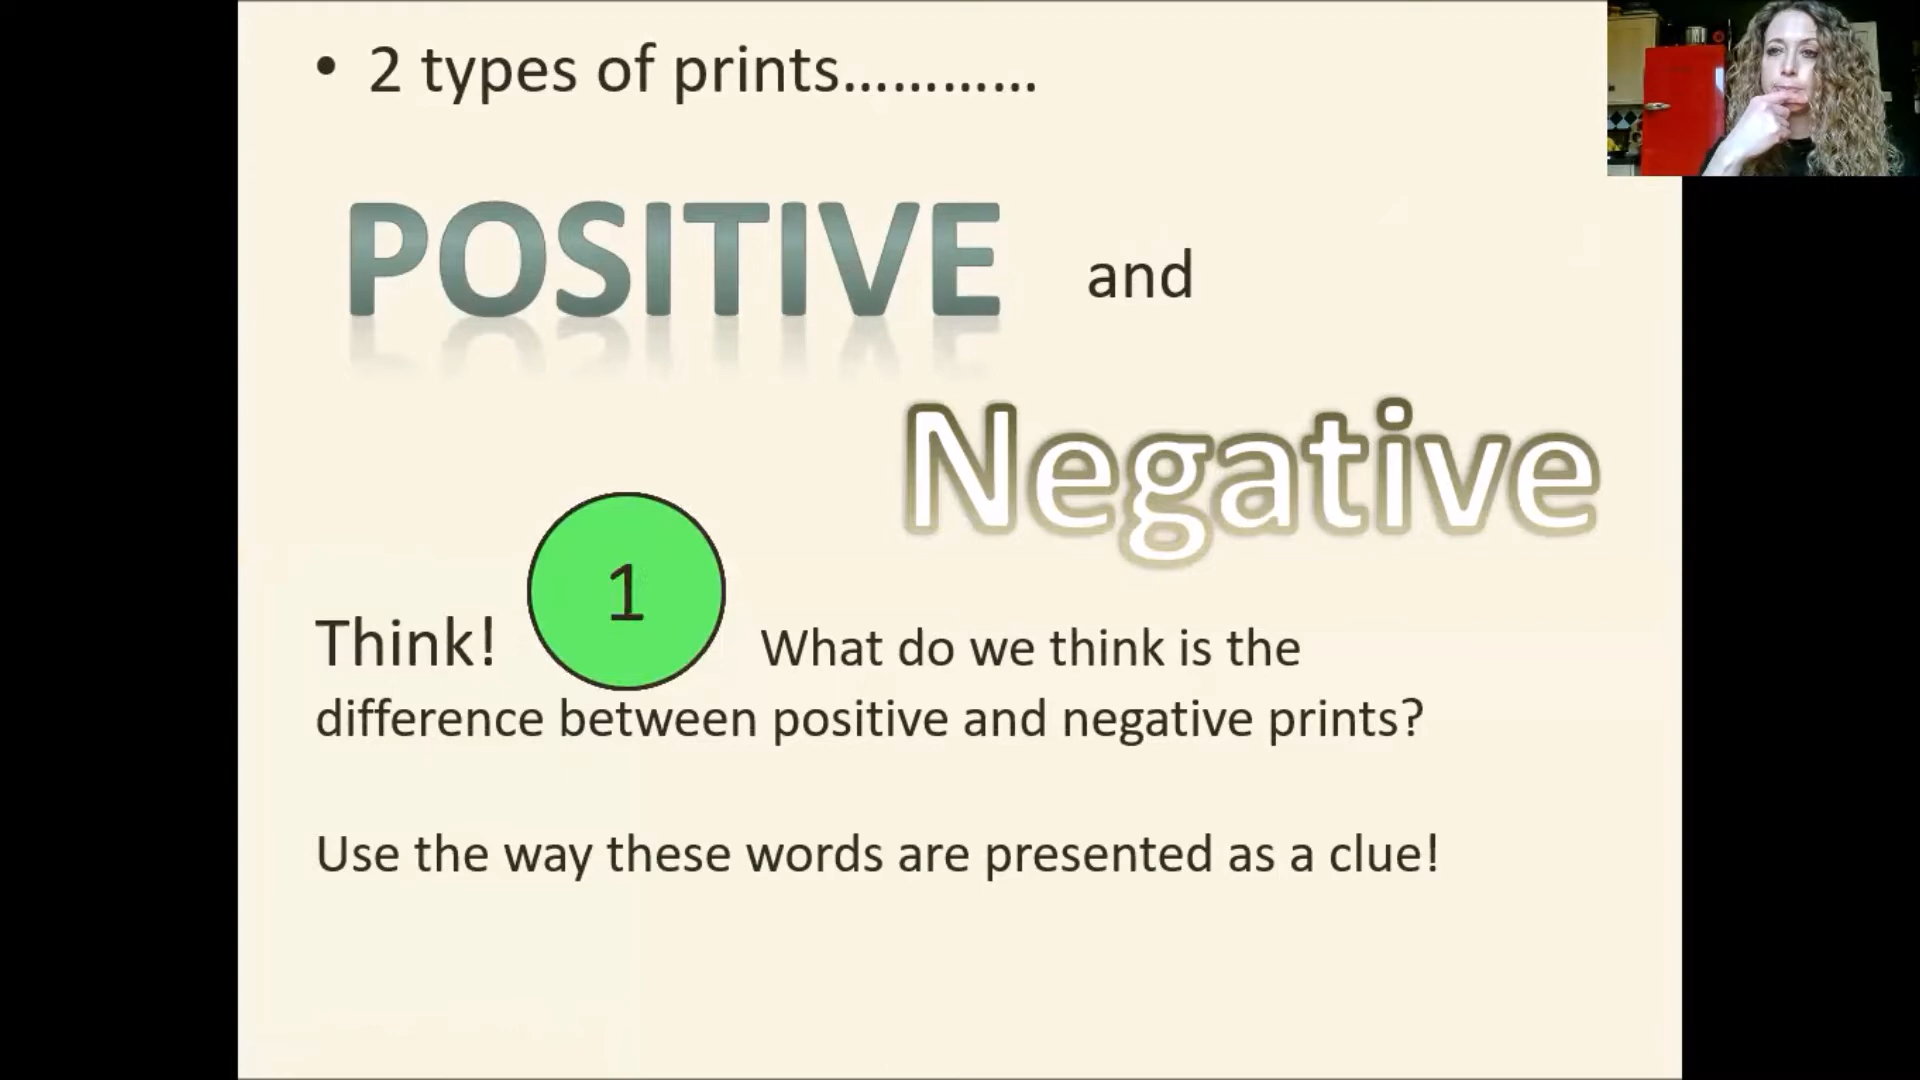 • 2 types of prints............
POSITIVE and
Negative
1
Think! What do we think is the
difference between positive and negative prints?
Use the way these words are presented as a clue!